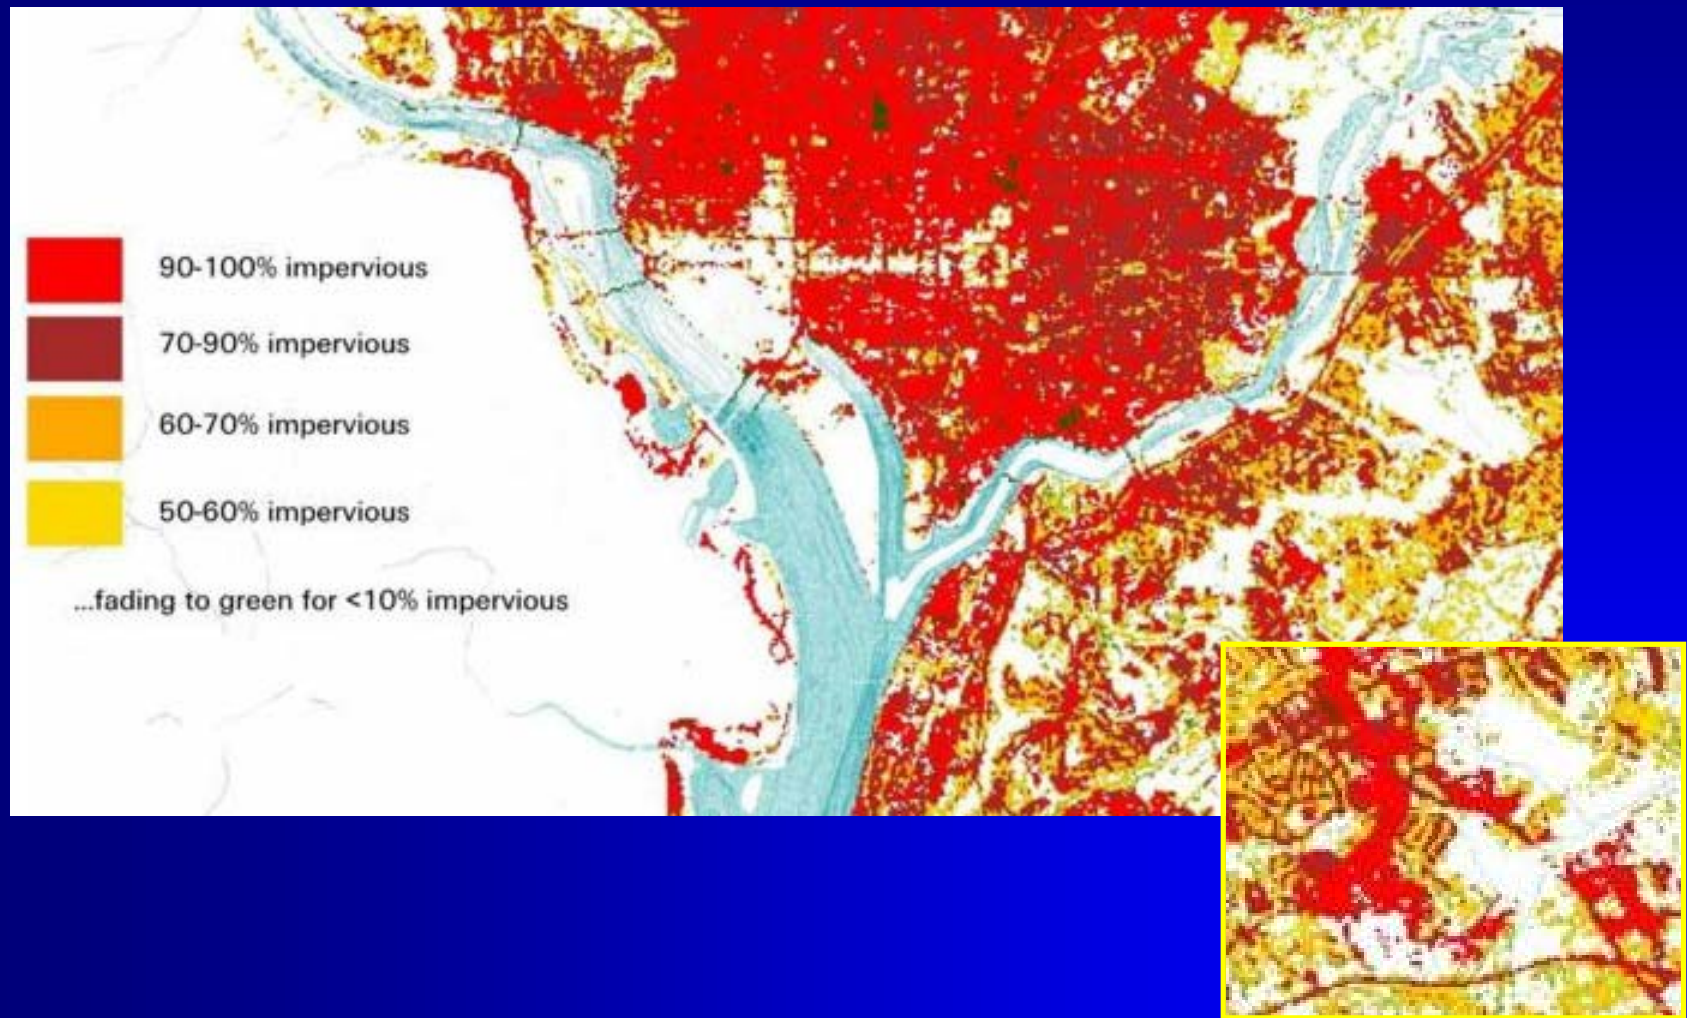 90-100% impervious
70-90% impervious
60-70% impervious
50-60% impervious
...fading to green for <10% impervious